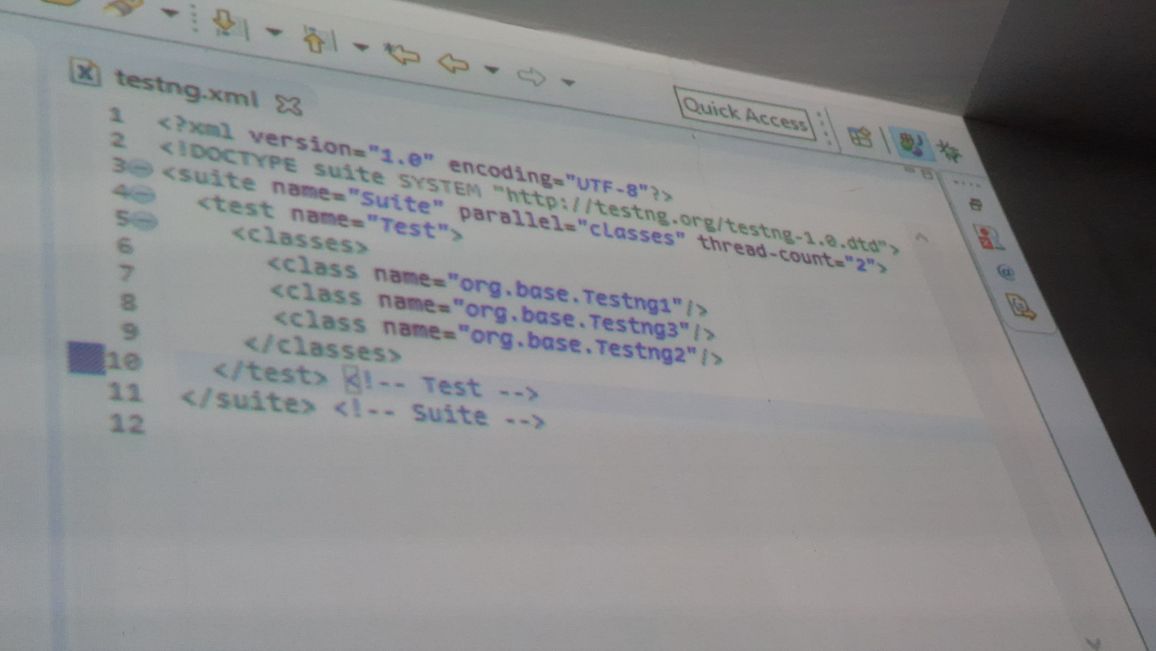 testng.xml
Quick Access
1 <?xml version="1.0" encoding="UTF-8"?>
2 <!DOCTYPE suite SYSTEM "http://testng.org/testng-1.0.dtd">
3 <suite name="Suite" parallel="classes" thread-count="2">
4 <test name="Test">
5 <classes>
6 <class name="org.base.Testng1"/>
7 <class name="org.base.Testng3"/>
8 <class name="org.base.Testng2"/>
9 </classes>
10 </test> <!-- Test -->
11 </suite> <!-- Suite -->
12